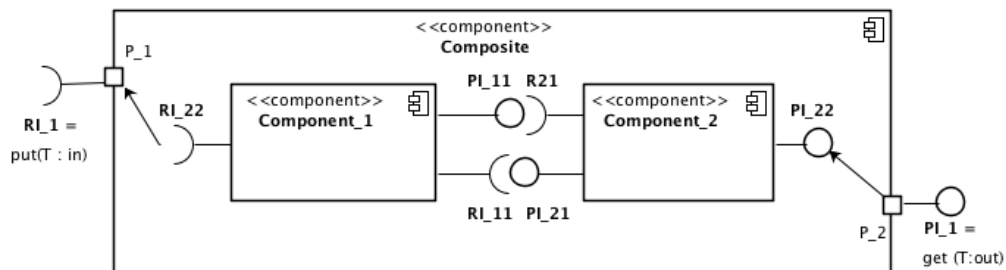 <<component>>
Composite
P_1
RI_1 =
put(T : in)
RI_22
<<component>>
Component_1
PI_11 R21
RI_11 PI_21
<<component>>
Component_2
PI_22
P_2
PI_1 =
get (T:out)